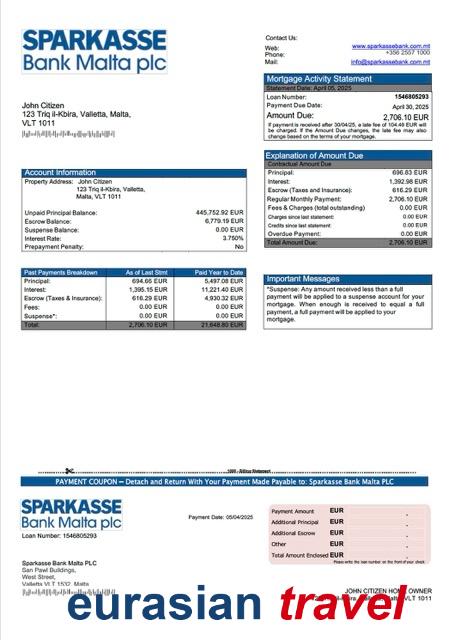 SPARKASSE
Bank Malta plc
Contact Us:
Web: www.sparkassebank.com.mt
Phone: +356 2557 1000
Mail: info@sparkassebank.com.mt
Mortgage Activity Statement
Statement Date: April 05, 2025
Loan Number: 1546805293
Payment Due Date: April 30, 2025
Amount Due: 2,706.10 EUR
If payment is received after 30/04/25, a late fee of 104.46 EUR will
be charged. If the Amount Due changes, the late fee may also
change based on the terms of your mortgage.
John Citizen
123 Triq il-Kbira, Valletta, Malta,
VLT 1011
Explanation of Amount Due
Contractual Amount Due
Principal: 696.83 EUR
Interest: 1,392.98 EUR
Escrow (Taxes and Insurance): 616.29 EUR
Regular Monthly Payment: 2,706.10 EUR
Fees & Charges (total outstanding) 0.00 EUR
Charges since last statement: 0.00 EUR
Credits since last statement: 0.00 EUR
Overdue Payment: 0.00 EUR
Total Amount Due: 2,706.10 EUR
Account Information
Property Address: John Citizen
123 Triq il-Kbira, Valletta,
Malta, VLT 1011
Unpaid Principal Balance: 445,752.92 EUR
Escrow Balance: 6,779.19 EUR
Suspense Balance: 0.00 EUR
Interest Rate: 3.750%
Prepayment Penalty: No
Past Payments Breakdown As of Last Stmt Paid Year to Date
Principal: 694.66 EUR 5,497.08 EUR
Interest: 1,395.15 EUR 11,221.40 EUR
Escrow (Taxes & Insurance): 616.29 EUR 4,930.32 EUR
Fees: 0.00 EUR 0.00 EUR
Suspense*: 0.00 EUR 0.00 EUR
Total: 2,706.10 EUR 21,648.80 EUR
Important Messages
*Suspense: Any amount received less than a full
payment will be applied to a suspense account for your
mortgage. When enough is received to equal a full
payment, a full payment will be applied to your
mortgage.
PAYMENT COUPON – Detach and Return With Your Payment Made Payable to: Sparkasse Bank Malta PLC
SPARKASSE
Bank Malta plc
Loan Number: 1546805293
Payment Date: 05/04/2025
Payment Amount EUR
Additional Principal EUR
Additional Escrow EUR
Other EUR
Total Amount Enclosed EUR
Please write the loan number on the front of your check
Sparkasse Bank Malta PLC
San Pawl Buildings,
West Street,
Valletta VLT 1532, Malta
JOHN CITIZEN HOMEOWNER
VLT 1011
eurasian travel